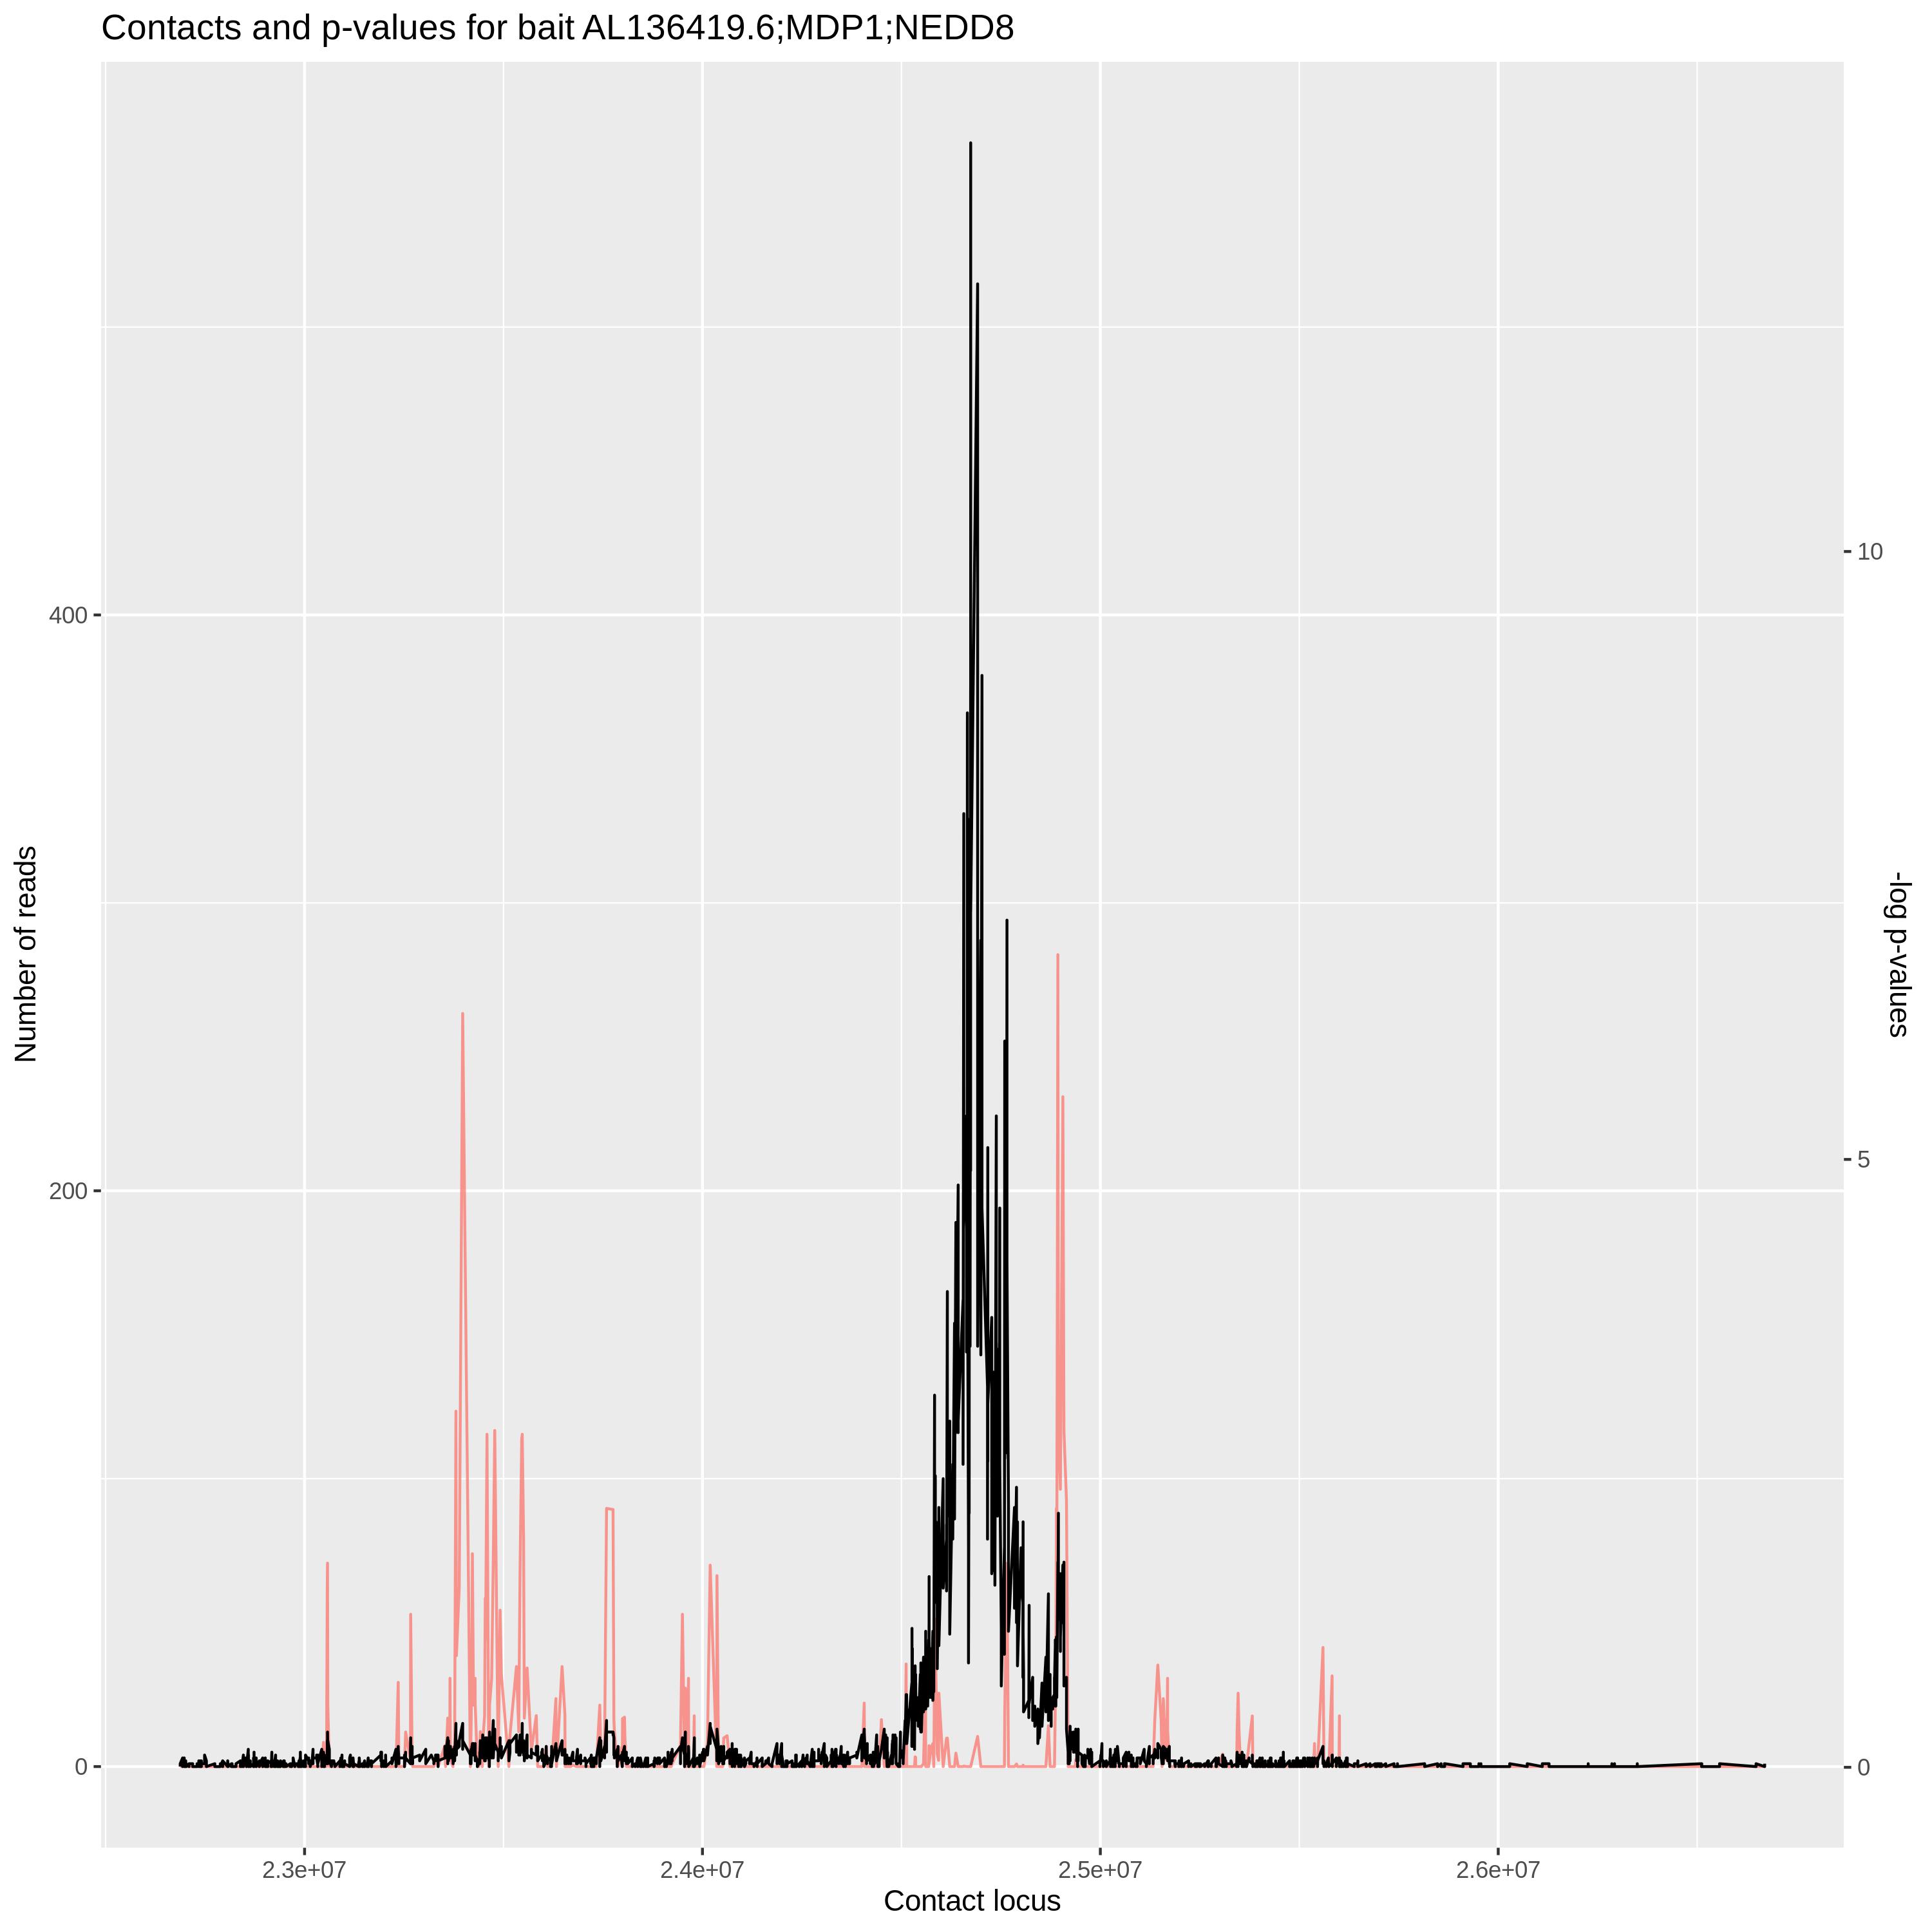 Contacts and p-values for bait AL136419.6;MDP1;NEDD8
Number of reads
400
200
0
10
5
0
-log p-values
2.3e+07
2.4e+07
2.5e+07
2.6e+07
Contact locus